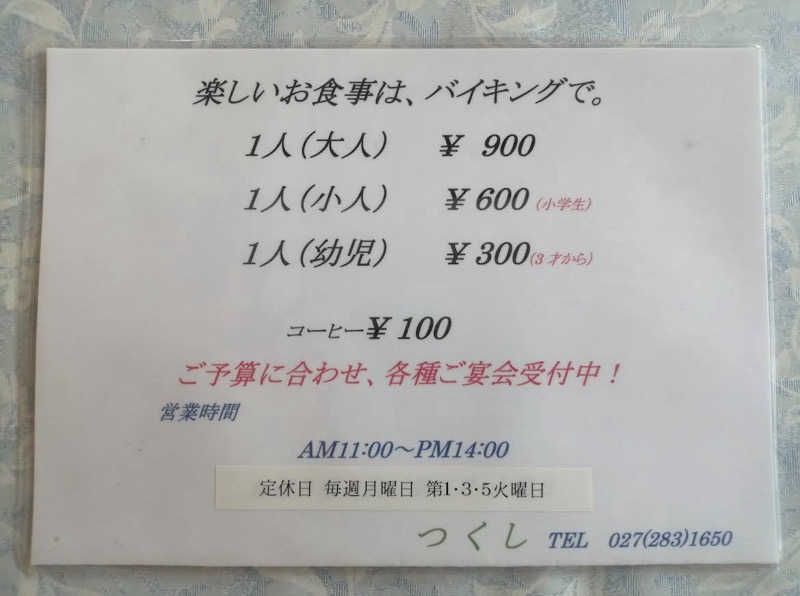 楽しいお食事は、バイキングで。
1人（大人） ¥ 900
1人（小人） ¥600 (小学生)
1人（幼児） ¥300 (3才から)
コーヒー¥100
ご予算に合わせ、各種ご宴会受付中！
営業時間
AM11:00～PM14:00
定休日 毎週月曜日 第1・3・5火曜日
つくし TEL 027(283)1650